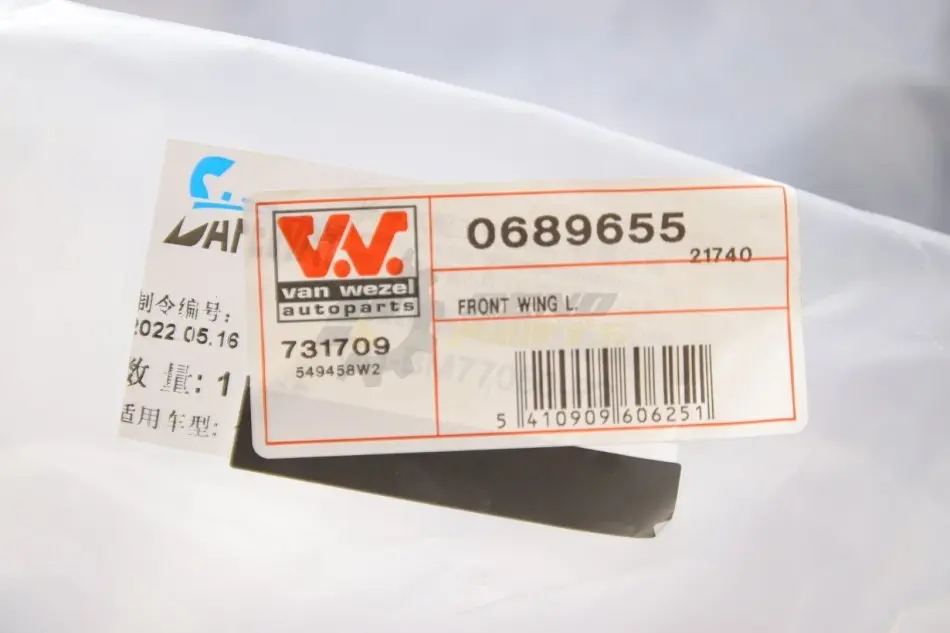 制令编号:
2022 05.16
数 量: 1
适用车型:
V.V.
van wezel
autoparts
731709
549458W2
0689655
21740
FRONT WING L.
5 410909 606251